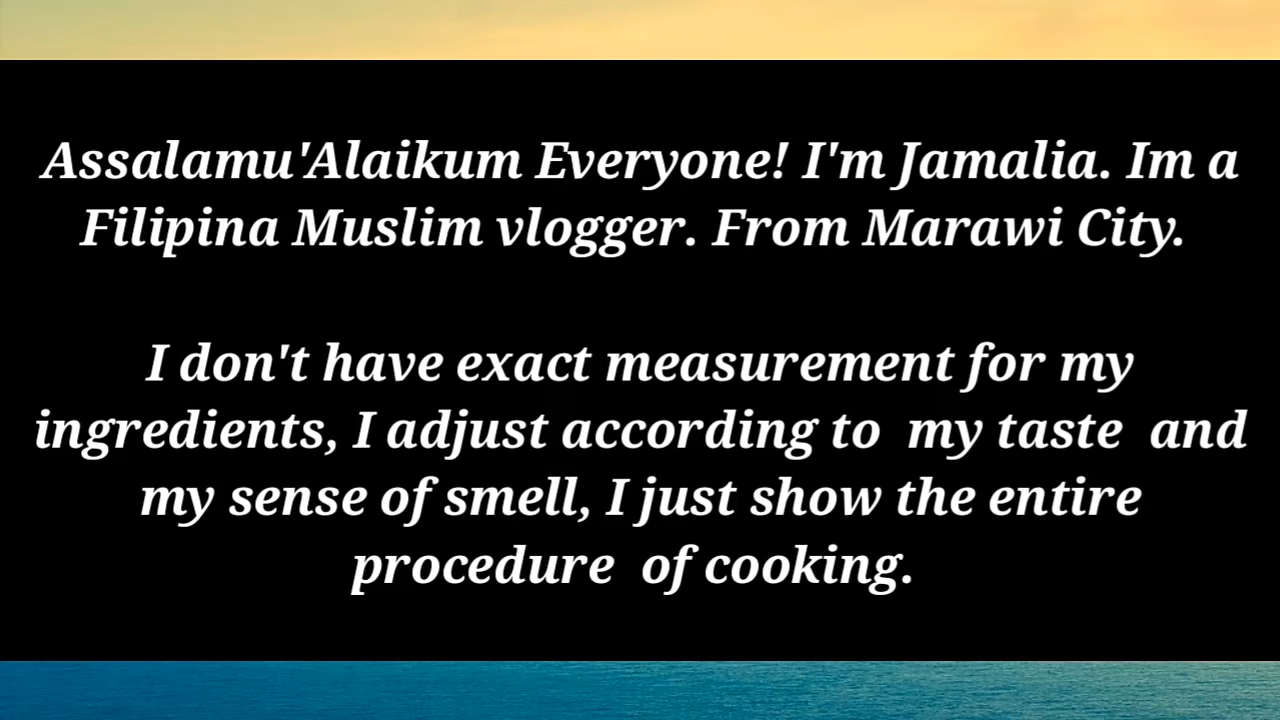 Assalamu'Alaikum Everyone! I'm Jamalia. Im a
Filipina Muslim vlogger. From Marawi City.
I don't have exact measurement for my
ingredients, I adjust according to my taste and
my sense of smell, I just show the entire
procedure of cooking.